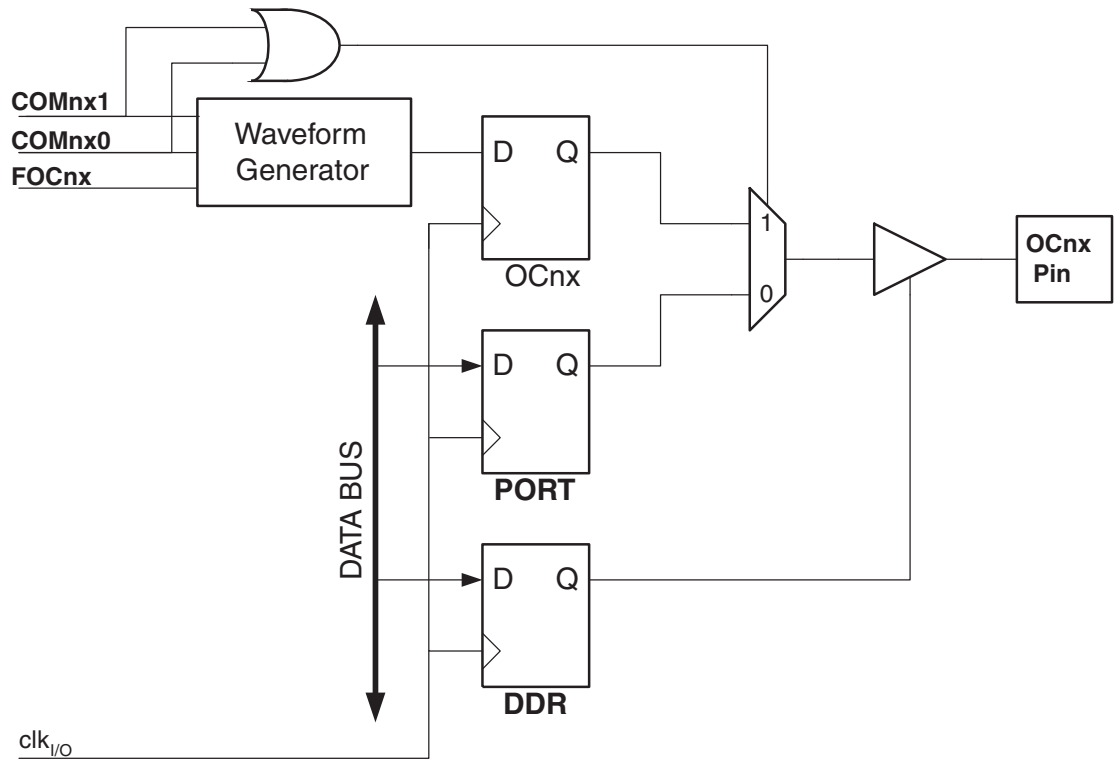 COMnx1
COMnx0
FOCnx
Waveform
Generator
D Q
OCnx
1
0
OCnx
Pin
D Q
PORT
DATA BUS
D Q
DDR
clkI/O